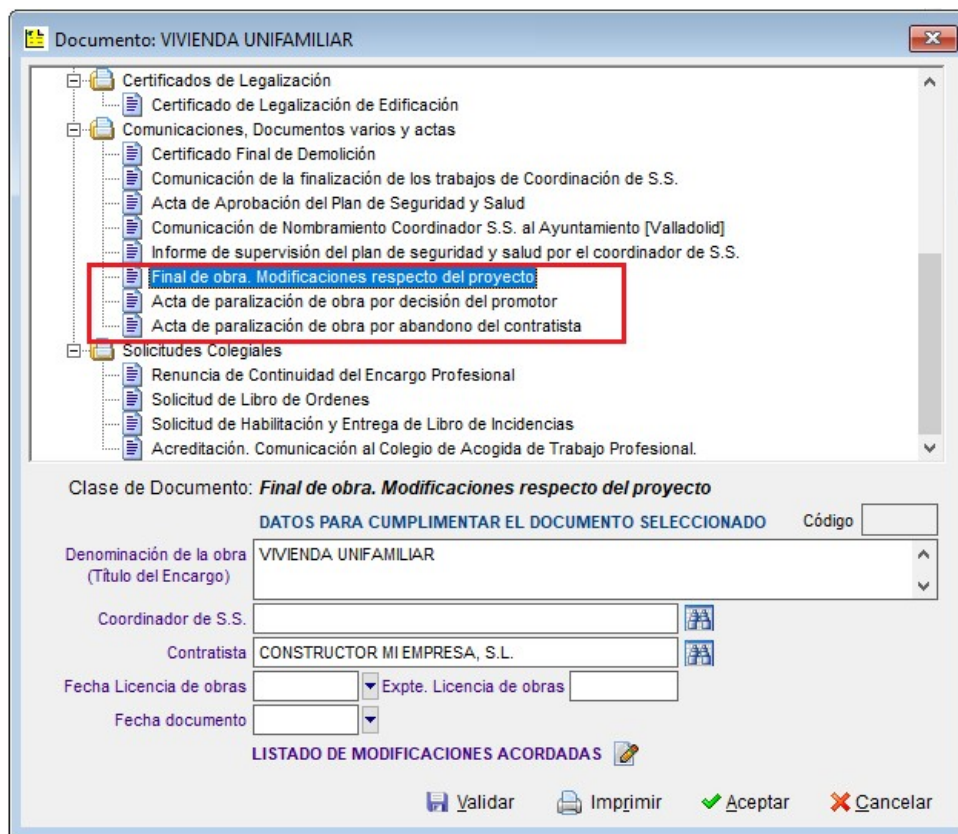 Documento: VIVIENDA UNIFAMILIAR
Certificados de Legalización
Certificado de Legalización de Edificación
Comunicaciones, Documentos varios y actas
Certificado Final de Demolición
Comunicación de la finalización de los trabajos de Coordinación de S.S.
Acta de Aprobación del Plan de Seguridad y Salud
Comunicación de Nombramiento Coordinador S.S. al Ayuntamiento [Valladolid]
Informe de supervisión del plan de seguridad y salud por el coordinador de S.S.
Final de obra. Modificaciones respecto del proyecto
Acta de paralización de obra por decisión del promotor
Acta de paralización de obra por abandono del contratista
Solicitudes Colegiales
Renuncia de Continuidad del Encargo Profesional
Solicitud de Libro de Ordenes
Solicitud de Habilitación y Entrega de Libro de Incidencias
Acreditación. Comunicación al Colegio de Acogida de Trabajo Profesional.
Clase de Documento: Final de obra. Modificaciones respecto del proyecto
DATOS PARA CUMPLIMENTAR EL DOCUMENTO SELECCIONADO Código
Denominación de la obra VIVIENDA UNIFAMILIAR
(Título del Encargo)
Coordinador de S.S.
Contratista CONSTRUCTOR MI EMPRESA, S.L.
Fecha Licencia de obras Expte. Licencia de obras
Fecha documento
LISTADO DE MODIFICACIONES ACORDADAS
Validar Imprimir Aceptar Cancelar